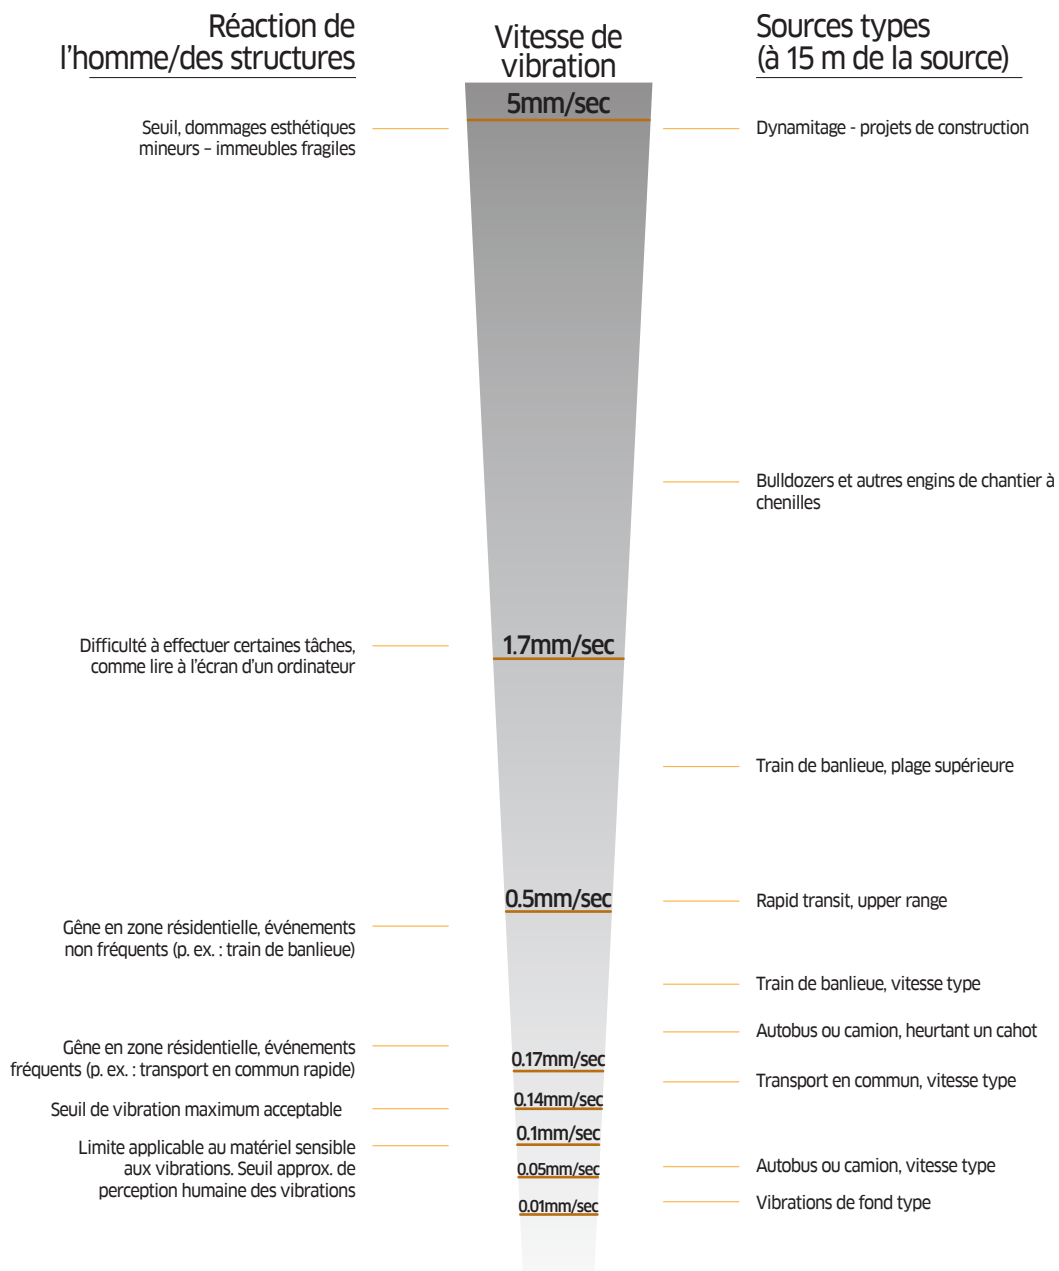 Réaction de
l'homme/des structures
Vitesse de
vibration
Sources types
(à 15 m de la source)
5mm/sec
Seuil, dommages esthétiques
mineurs – immeubles fragiles
Dynamitage - projets de construction
Bulldozers et autres engins de chantier à
chenilles
Difficulté à effectuer certaines tâches,
comme lire à l'écran d'un ordinateur
1.7mm/sec
Train de banlieue, plage supérieure
0.5mm/sec
Rapid transit, upper range
Gêne en zone résidentielle, événements
non fréquents (p. ex. : train de banlieue)
Train de banlieue, vitesse type
Autobus ou camion, heurtant un cahot
Gêne en zone résidentielle, événements
fréquents (p. ex. : transport en commun rapide)
0.17mm/sec
Transport en commun, vitesse type
Seuil de vibration maximum acceptable
0.14mm/sec
0.1mm/sec
Limite applicable au matériel sensible
aux vibrations. Seuil approx. de
perception humaine des vibrations
0.05mm/sec
Autobus ou camion, vitesse type
0.01mm/sec
Vibrations de fond type